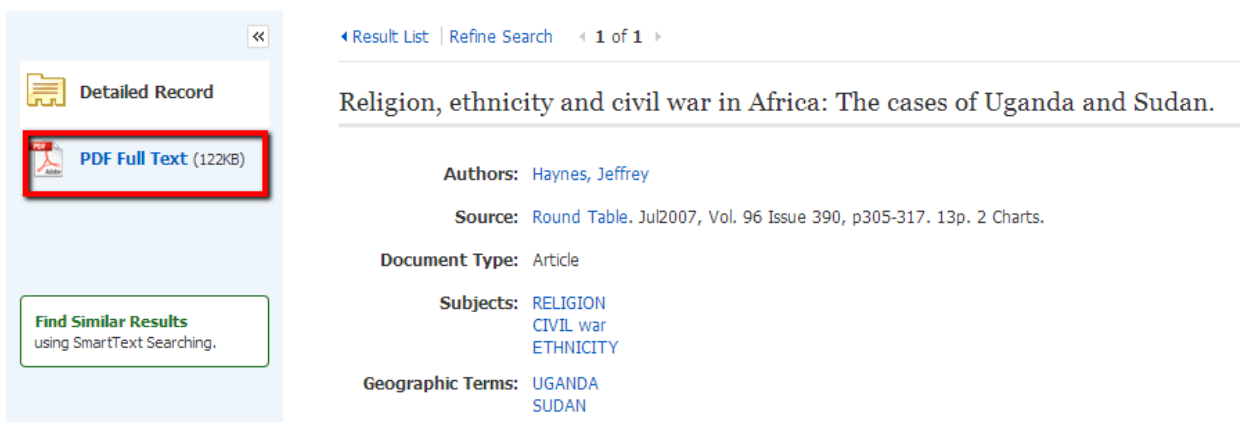 «
Detailed Record
PDF Full Text (122KB)
Find Similar Results
using SmartText Searching.
Result List | Refine Search 1 of 1
Religion, ethnicity and civil war in Africa: The cases of Uganda and Sudan.
Authors: Haynes, Jeffrey
Source: Round Table. Jul2007, Vol. 96 Issue 390, p305-317. 13p. 2 Charts.
Document Type: Article
Subjects: RELIGION
CIVIL war
ETHNICITY
Geographic Terms: UGANDA
SUDAN